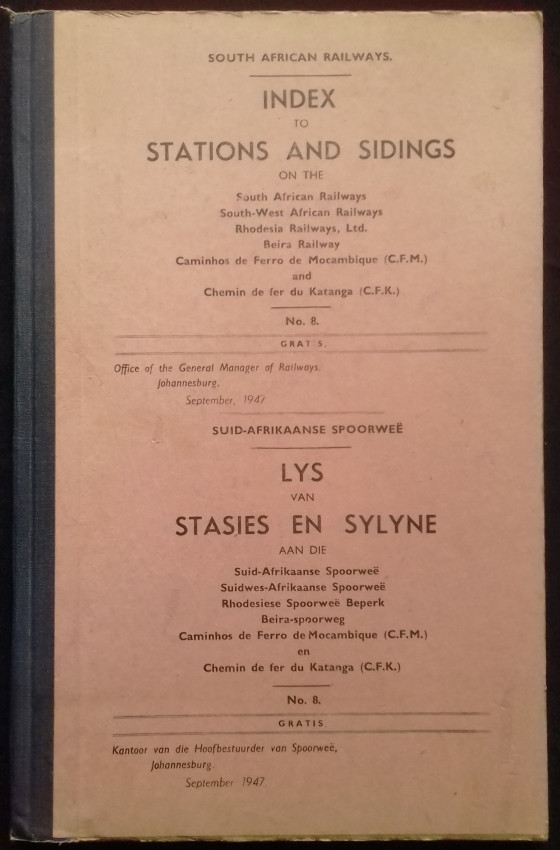 SOUTH AFRICAN RAILWAYS.
INDEX
TO
STATIONS AND SIDINGS
ON THE
South African Railways
South-West African Railways
Rhodesia Railways, Ltd.
Beira Railway
Caminhos de Ferro de Mocambique (C.F.M.)
and
Chemin de fer du Katanga (C.F.K.)
No. 8.
GRATIS.
Office of the General Manager of Railways.
Johannesburg.
September, 1947
SUID-AFRIKAANSE SPOORWEË
LYS
VAN
STASIES EN SYLYNE
AAN DIE
Suid-Afrikaanse Spoorweë
Suidwes-Afrikaanse Spoorweë
Rhodesiese Spoorweë Beperk
Beira-spoorweg
Caminhos de Ferro de Mocambique (C.F.M.)
en
Chemin de fer du Katanga (C.F.K.)
No. 8.
GRATIS
Kantoor van die Hoofbestuurder van Spoorweë,
Johannesburg.
September 1947.